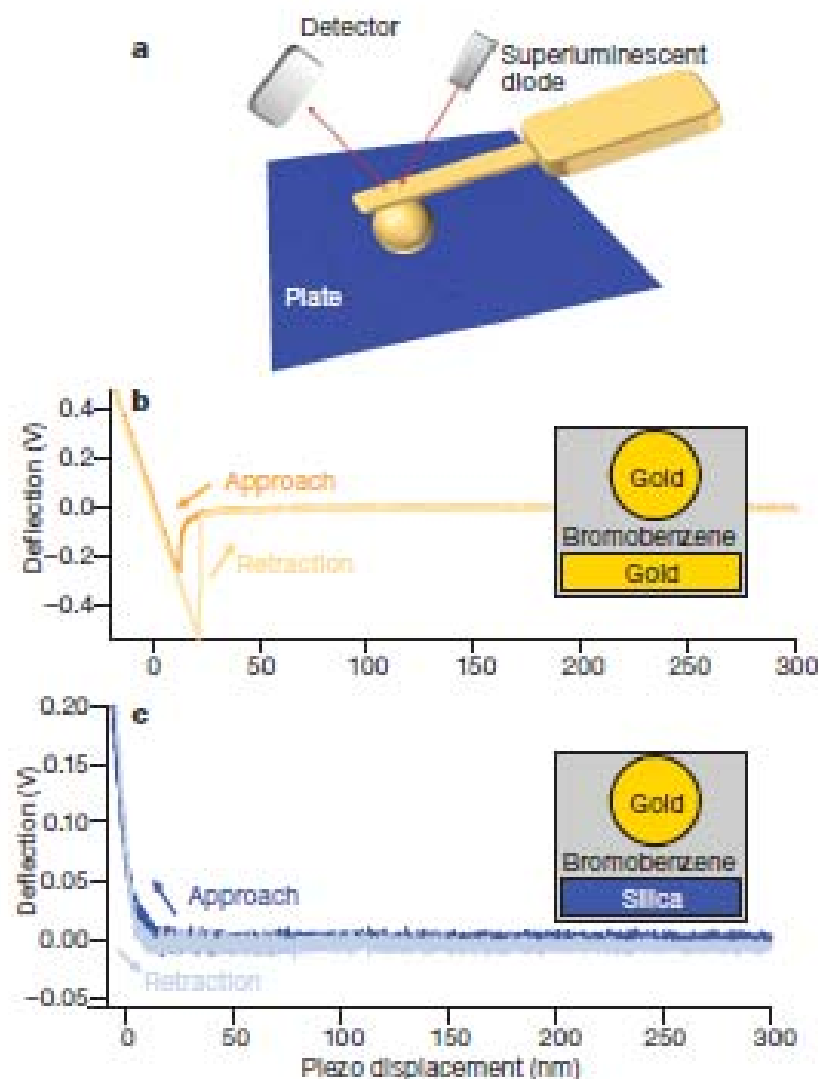 a
Detector
Superluminescent
diode
Plate
b
Deflection (V)
0.4
0.2
0.0
−0.2
−0.4
Approach
Retraction
Gold
Bromobenzene
Gold
0 50 100 150 200 250 300
c
Deflection (V)
0.20
0.15
0.10
0.05
0.00
−0.05
Approach
Retraction
Gold
Bromobenzene
Silica
0 50 100 150 200 250 300
Piezo displacement (nm)